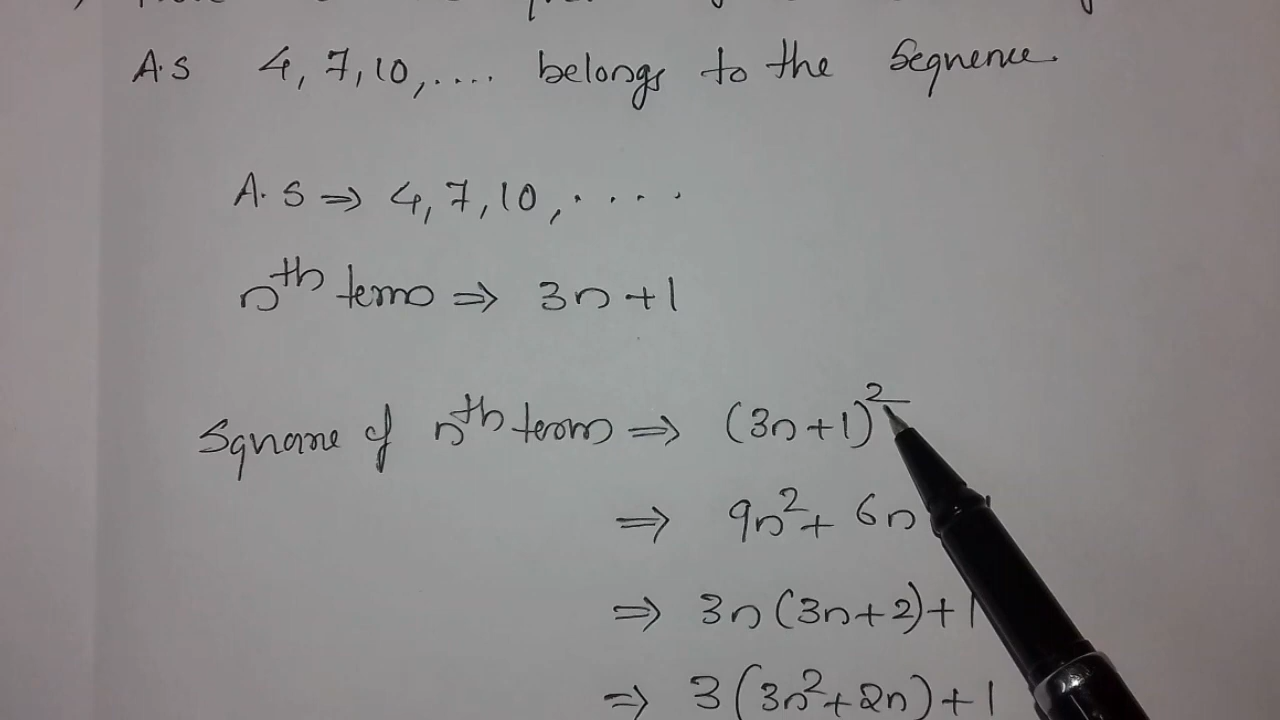 A.S 4, 7, 10, .... belongs to the Sequence.
A.S ⇒ 4, 7, 10, .....
nth term ⇒ 3n+1
Square of nth term ⇒ (3n+1)²
⇒ 9n² + 6n
⇒ 3n(3n+2)+1
⇒ 3(3n²+2n)+1